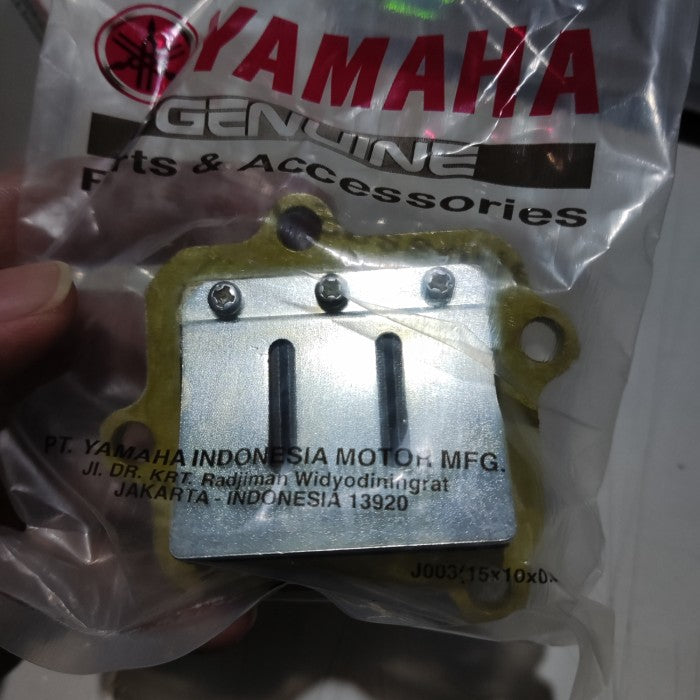 YAMAHA
GENUINE
Parts & Accessories
PT. YAMAHA INDONESIA MOTOR MFG.
Jl. DR. KRT. Radjiman Widyodiningrat
JAKARTA - INDONESIA 13920